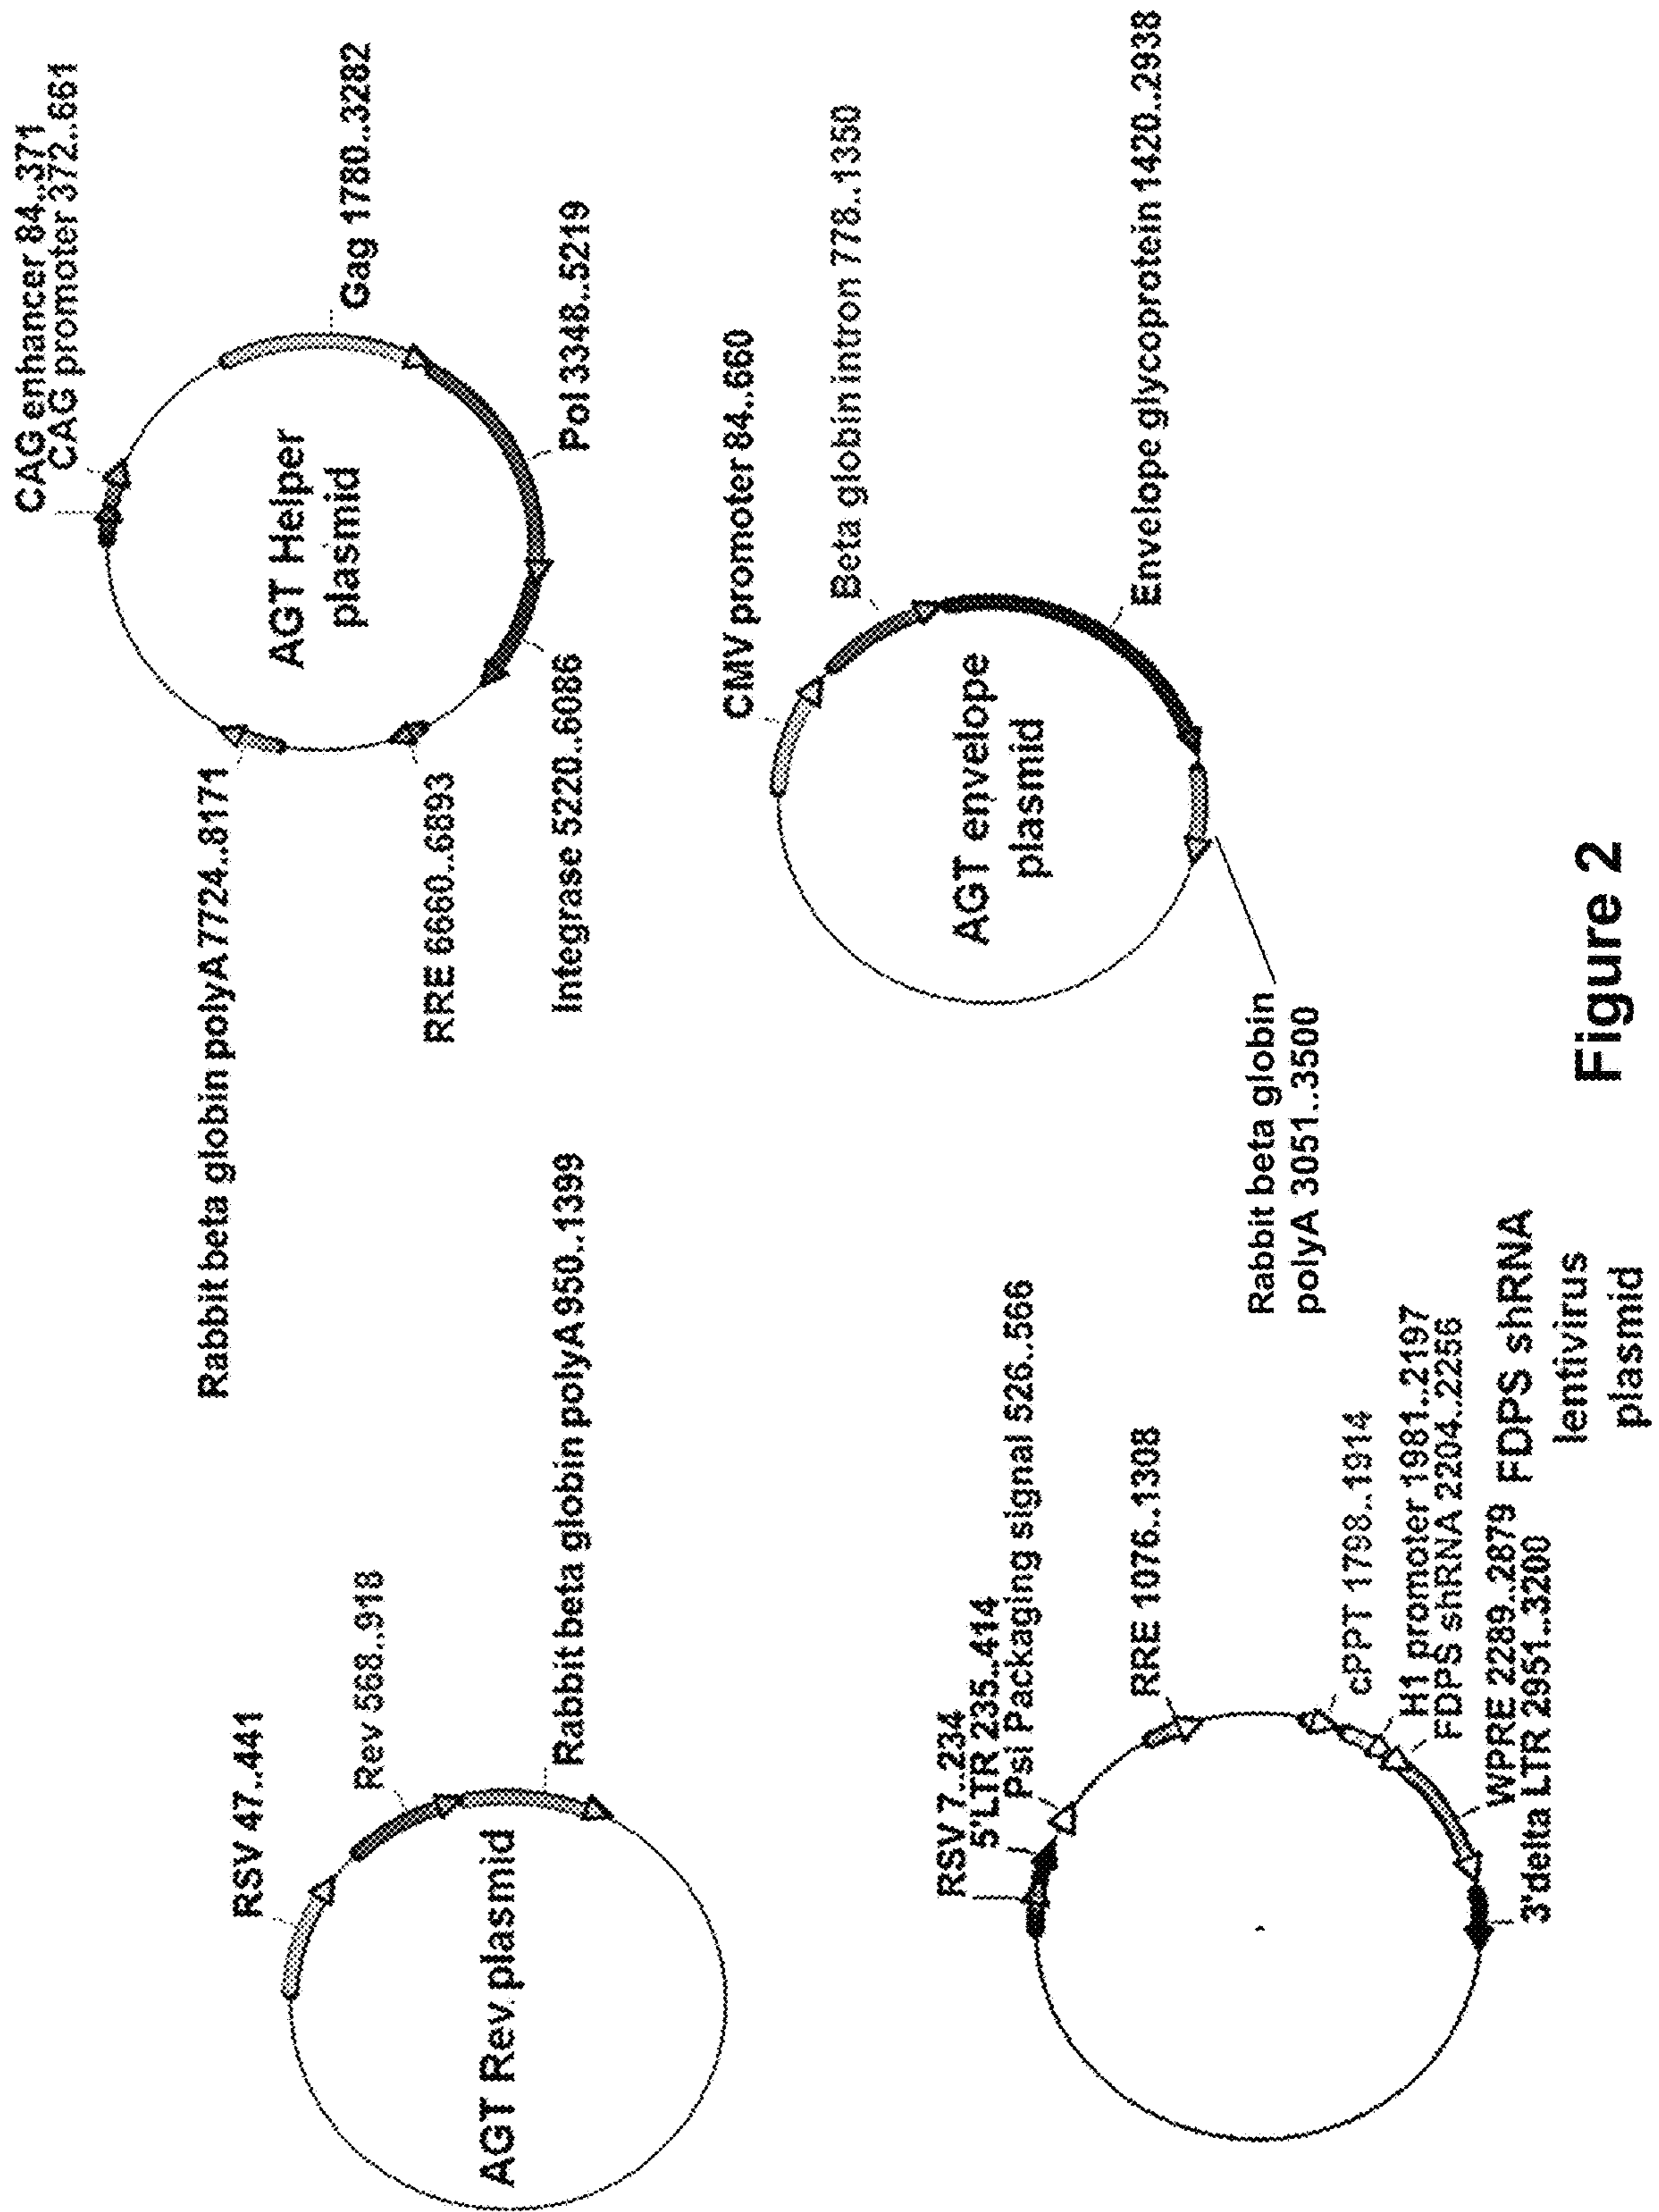 CAG enhancer 84..371
CAG promoter 372..661
Gag 1780..3282
Pol 3348..5219
Integrase 5220..6086
RRE 6660..6893
Rabbit beta globin polyA 7724..8171
AGT Helper
plasmid
RSV 47..441
Rev 568..918
Rabbit beta globin polyA 950..1399
AGT Rev plasmid
CMV promoter 84..660
Beta globin intron 778..1350
Envelope glycoprotein 1420..2938
Rabbit beta globin
polyA 3051..3500
AGT envelope
plasmid
RSV 7..234
5'LTR 235..414
Psi Packaging signal 526..566
RRE 1076..1308
cPPT 1798..1914
H1 promoter 1981..2197
FDPS shRNA 2204..2256
WPRE 2289..2879
3'delta LTR 2951..3200
FDPS shRNA
lentivirus
plasmid
Figure 2